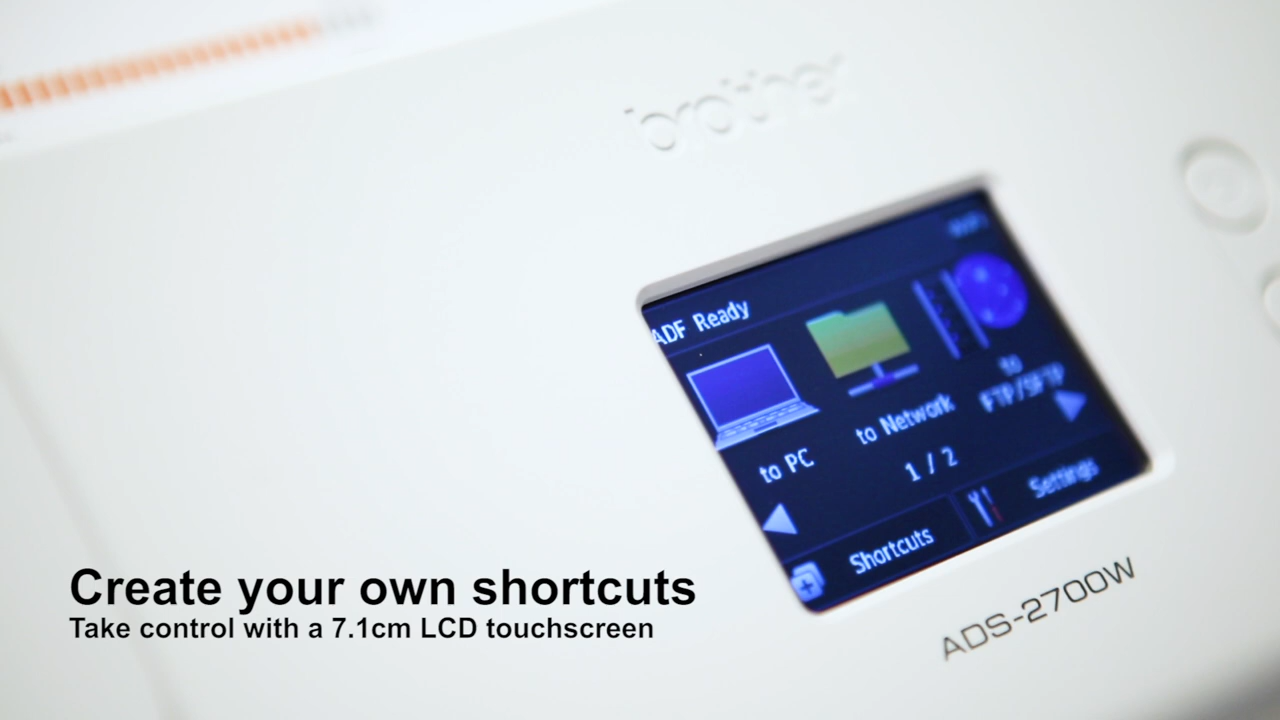 brother
WiFi
ADF Ready
to PC
to Network
to
FTP/SFTP
1 / 2
Shortcuts
Settings
ADS-2700W
Create your own shortcuts
Take control with a 7.1cm LCD touchscreen